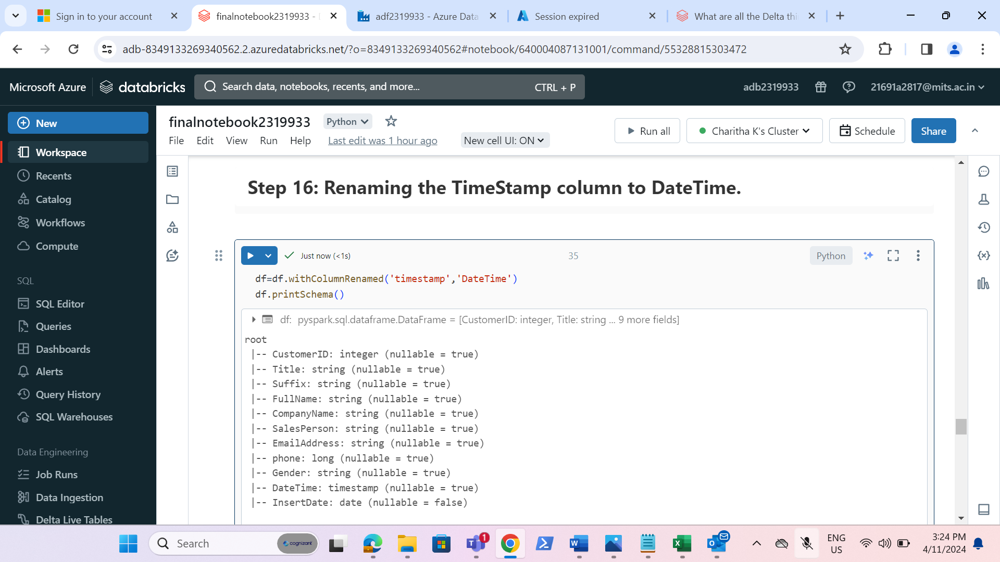 Sign in to your account
finalnotebook2319933 -
adf2319933 - Azure Data
Session expired
What are all the Delta thi
adb-8349133269340562.2.azuredatabricks.net/?o=8349133269340562#notebook/640004087131001/command/55328815303472
Microsoft Azure
databricks
Search data, notebooks, recents, and more...
CTRL + P
adb2319933
21691a2817@mits.ac.in
New
Workspace
Recents
Catalog
Workflows
Compute
SQL
SQL Editor
Queries
Dashboards
Alerts
Query History
SQL Warehouses
Data Engineering
Job Runs
Data Ingestion
Delta Live Tables
finalnotebook2319933
Python
File Edit View Run Help Last edit was 1 hour ago
New cell UI: ON
Run all
Charitha K's Cluster
Schedule
Share
Step 16: Renaming the TimeStamp column to DateTime.
Just now (<1s)
35
Python
df=df.withColumnRenamed('timestamp','DateTime')
df.printSchema()
df: pyspark.sql.dataframe.DataFrame = [CustomerID: integer, Title: string ... 9 more fields]
root
|-- CustomerID: integer (nullable = true)
|-- Title: string (nullable = true)
|-- Suffix: string (nullable = true)
|-- FullName: string (nullable = true)
|-- CompanyName: string (nullable = true)
|-- SalesPerson: string (nullable = true)
|-- EmailAddress: string (nullable = true)
|-- phone: long (nullable = true)
|-- Gender: string (nullable = true)
|-- DateTime: timestamp (nullable = true)
|-- InsertDate: date (nullable = false)
Search
cognizant
1
ENG
US
3:24 PM
4/11/2024